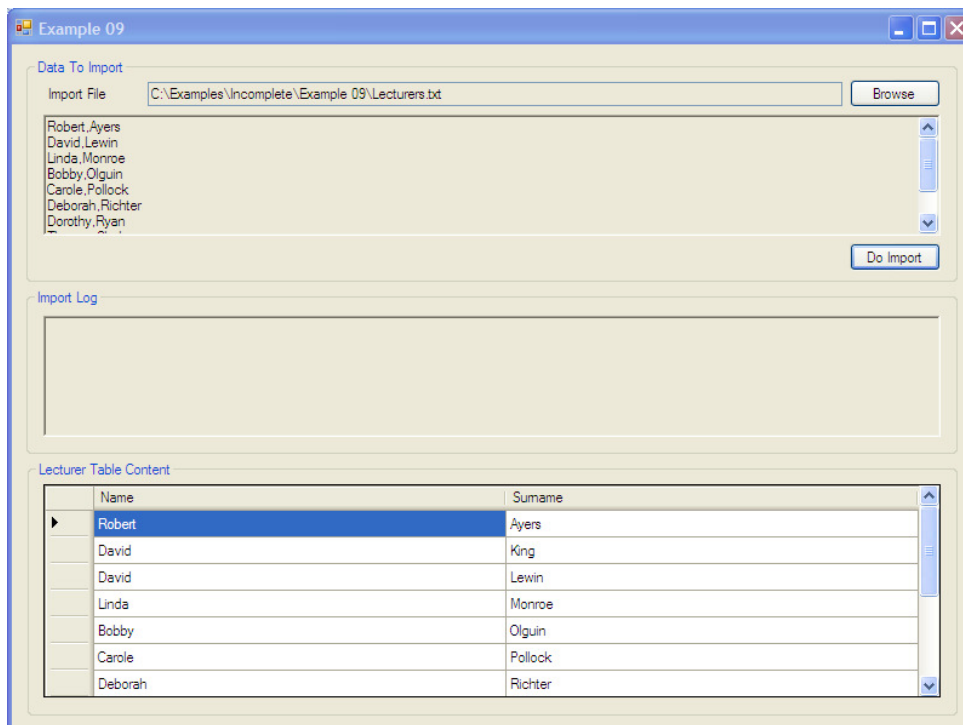 Example 09
Data To Import
Import File C:\Examples\Incomplete\Example 09\Lecturers.txt Browse
Robert,Ayers
David,Lewin
Linda,Monroe
Bobby,Olguin
Carole,Pollock
Deborah,Richter
Dorothy,Ryan
Do Import
Import Log
Lecturer Table Content
Name Surname
Robert Ayers
David King
David Lewin
Linda Monroe
Bobby Olguin
Carole Pollock
Deborah Richter